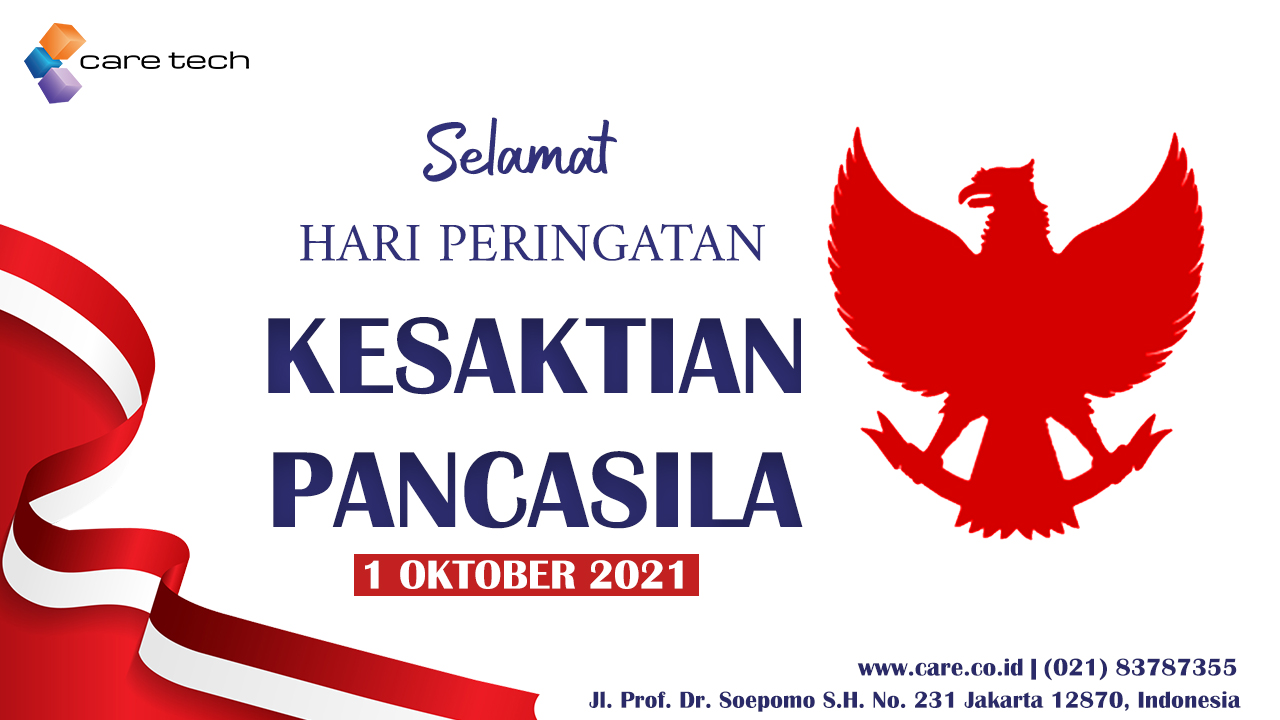 care tech
Selamat
HARI PERINGATAN
KESAKTIAN
PANCASILA
1 OKTOBER 2021
www.care.co.id | (021) 83787355
Jl. Prof. Dr. Soepomo S.H. No. 231 Jakarta 12870, Indonesia